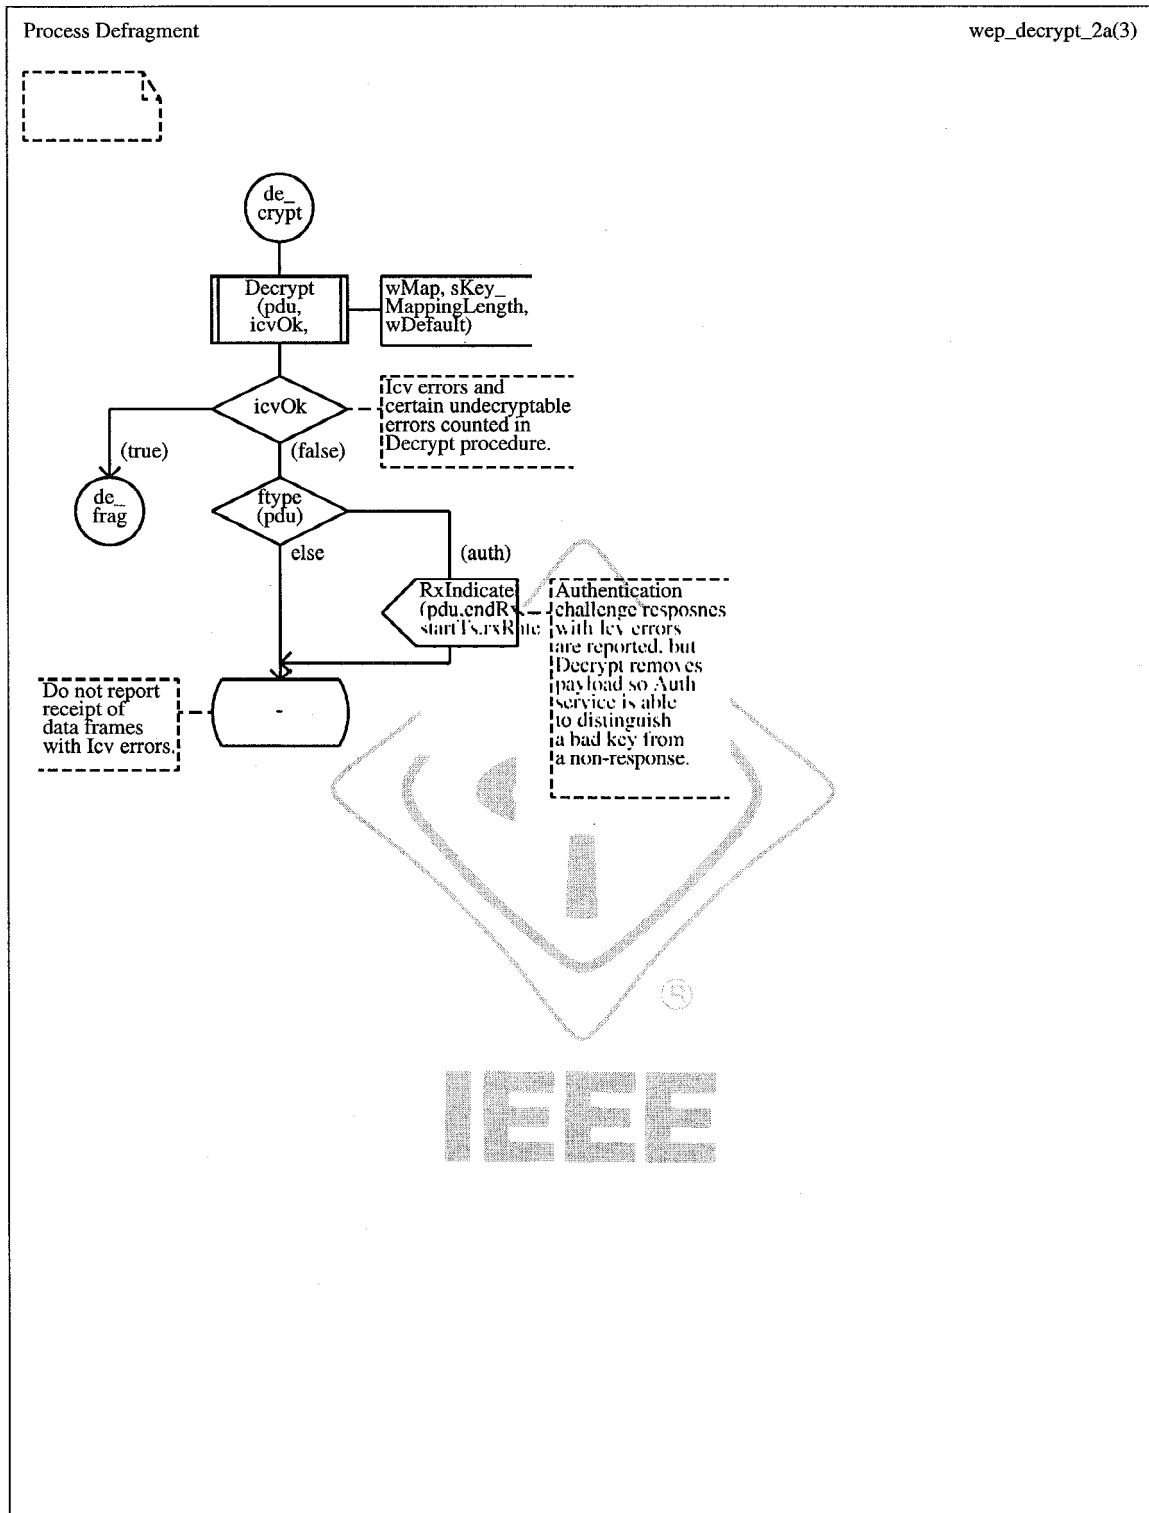 Process Defragment
wep_decrypt_2a(3)
de_
crypt
Decrypt
(pdu,
icvOk,
wMap, sKey_
MappingLength,
wDefault)
icvOk
Icv errors and
certain undecryptable
errors counted in
Decrypt procedure.
(true)
(false)
de_
frag
ftype
(pdu)
else
(auth)
RxIndicate
(pdu,endRx
startTs,rxRate
Authentication
challenge resposnes
with Icv errors
are reported, but
Decrypt removes
payload so Auth
service is able
to distinguish
a bad key from
a non-response.
Do not report
receipt of
data frames
with Icv errors.
-
®
IEEE